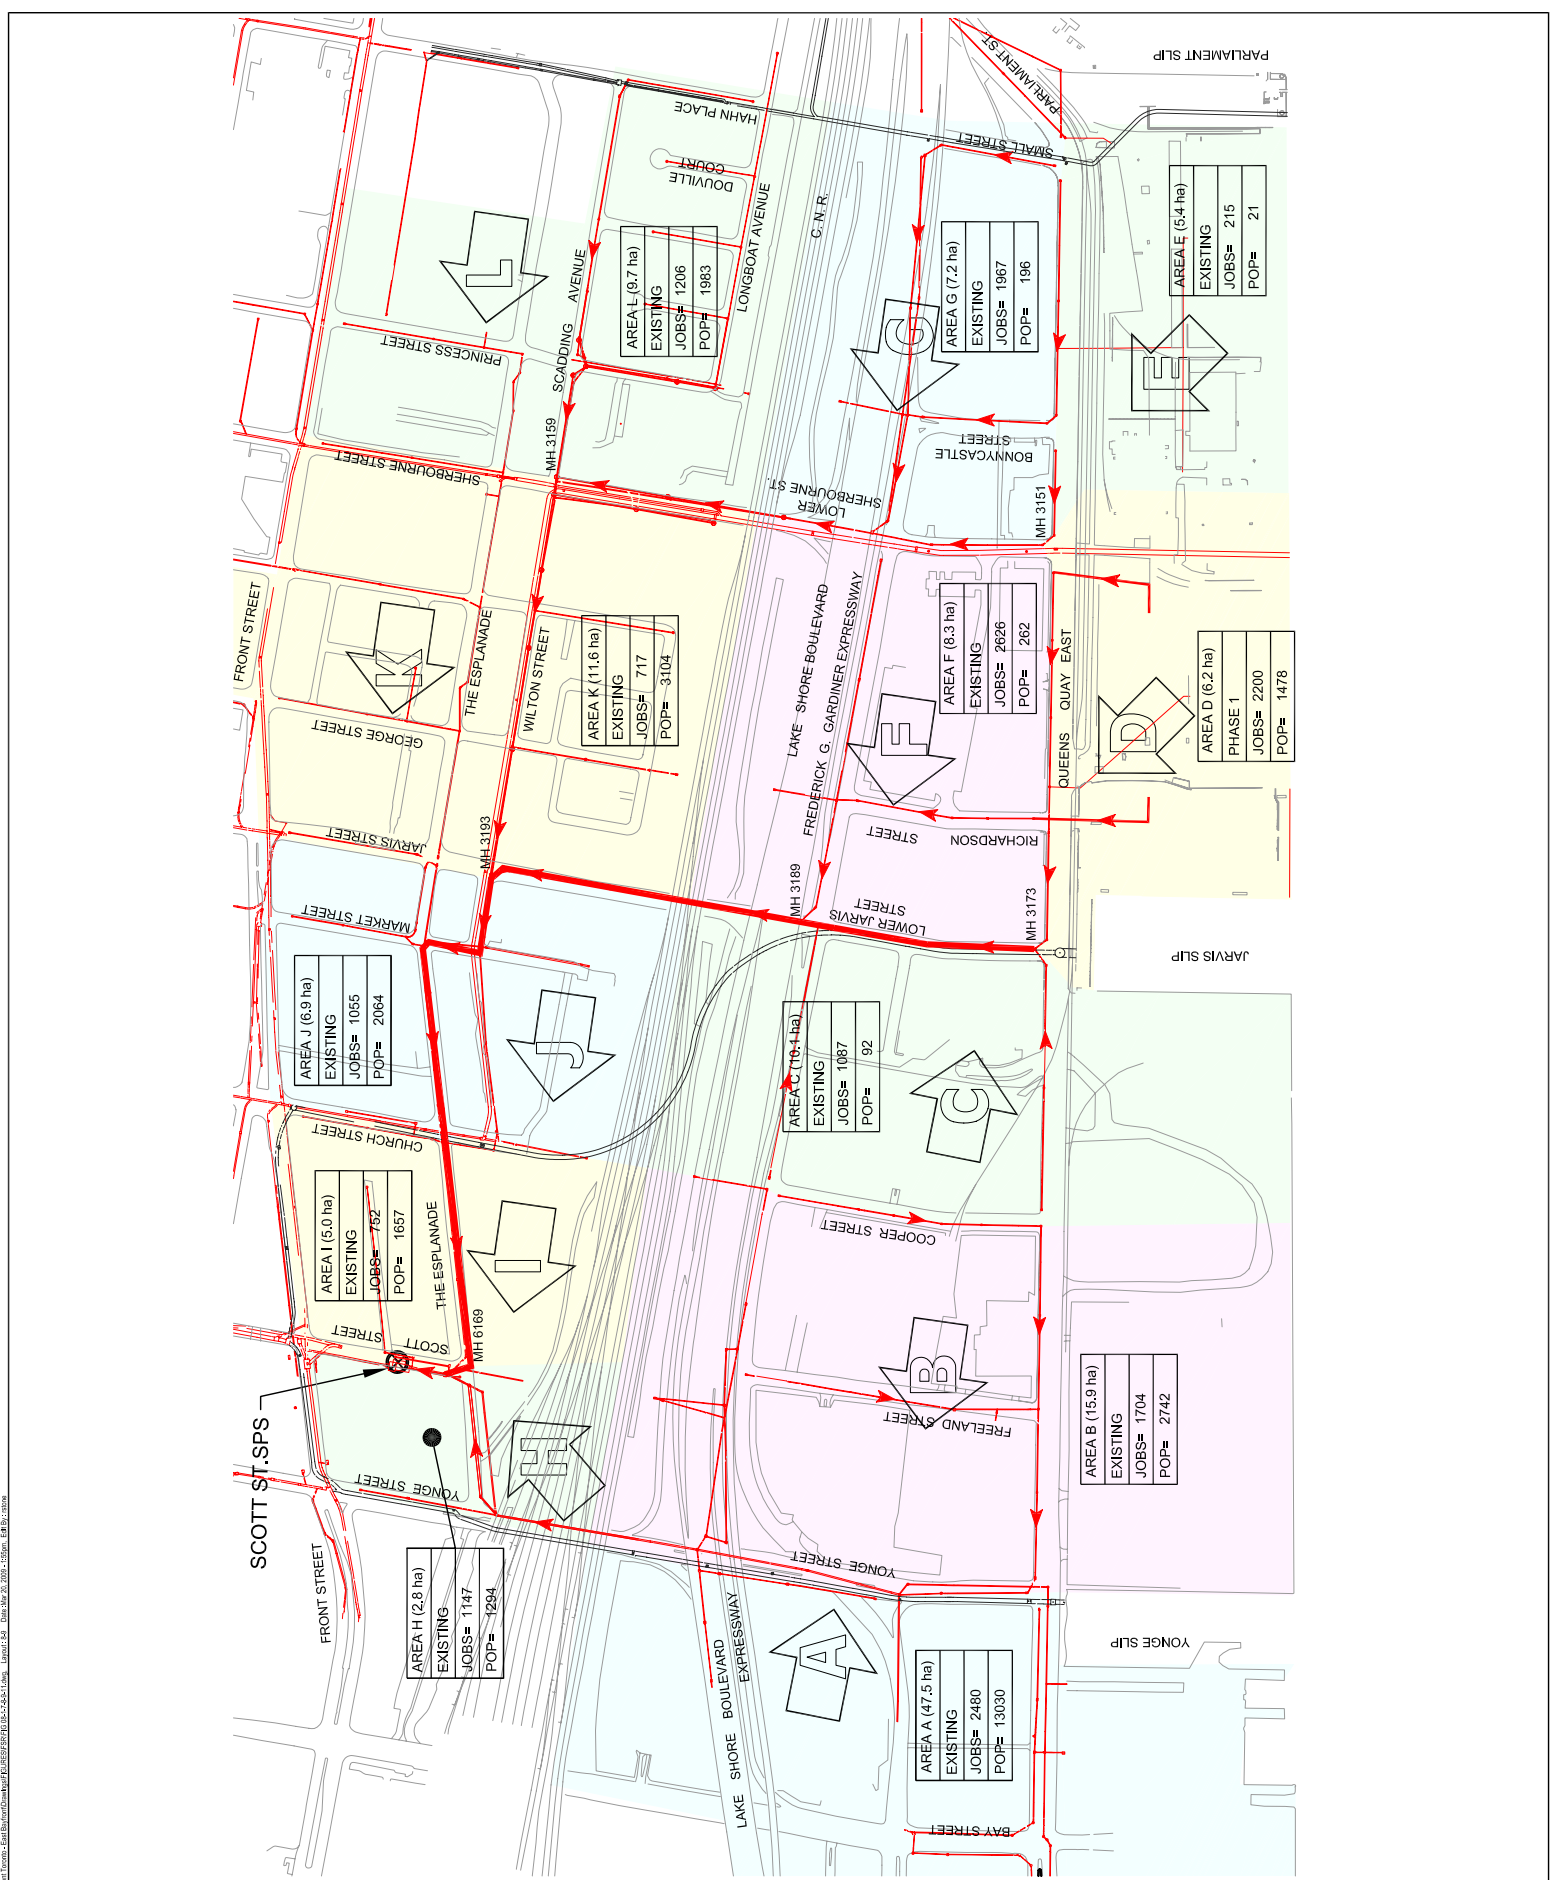 PARLIAMENT SLIP
PARLIAMENT ST.
PARLIAMENT
HAHN PLACE
SMALL STREET
DOUVILLE
COURT
LONGBOAT AVENUE
C. N. R.
L
SCADDING AVENUE
PRINCESS STREET
AREA L (9.7 ha)
EXISTING
JOBS= 1206
POP= 1983
G
AREA G (7.2 ha)
EXISTING
JOBS= 1967
POP= 196
AREA E (5.4 ha)
EXISTING
JOBS= 215
POP= 21
E
MH 3159
SHERBOURNE STREET
LOWER
SHERBOURNE ST.
BONNYCASTLE
STREET
MH 3151
FRONT STREET
K
THE ESPLANADE
WILTON STREET
GEORGE STREET
AREA K (11.6 ha)
EXISTING
JOBS= 717
POP= 3104
LAKE SHORE BOULEVARD
FREDERICK G. GARDINER EXPRESSWAY
F
AREA F (8.3 ha)
EXISTING
JOBS= 2626
POP= 262
QUEENS QUAY EAST
D
AREA D (6.2 ha)
PHASE 1
JOBS= 2200
POP= 1478
JARVIS STREET
MH 3193
RICHARDSON STREET
MH 3189
LOWER JARVIS
STREET
MH 3173
MARKET STREET
JARVIS SLIP
AREA J (6.9 ha)
EXISTING
JOBS= 1055
POP= 2064
J
AREA C (10.1 ha)
EXISTING
JOBS= 1087
POP= 92
C
CHURCH STREET
AREA I (5.0 ha)
EXISTING
JOBS= 752
POP= 1657
THE ESPLANADE
I
COOPER STREET
SCOTT
STREET
MH 6169
SCOTT ST.SPS
B
FREELAND STREET
AREA B (15.9 ha)
EXISTING
JOBS= 1704
POP= 2742
H
YONGE STREET
FRONT STREET
AREA H (2.8 ha)
EXISTING
JOBS= 1147
POP= 1294
YONGE STREET
LAKE SHORE BOULEVARD
EXPRESSWAY
A
AREA A (47.5 ha)
EXISTING
JOBS= 2480
POP= 13030
YONGE SLIP
BAY STREET